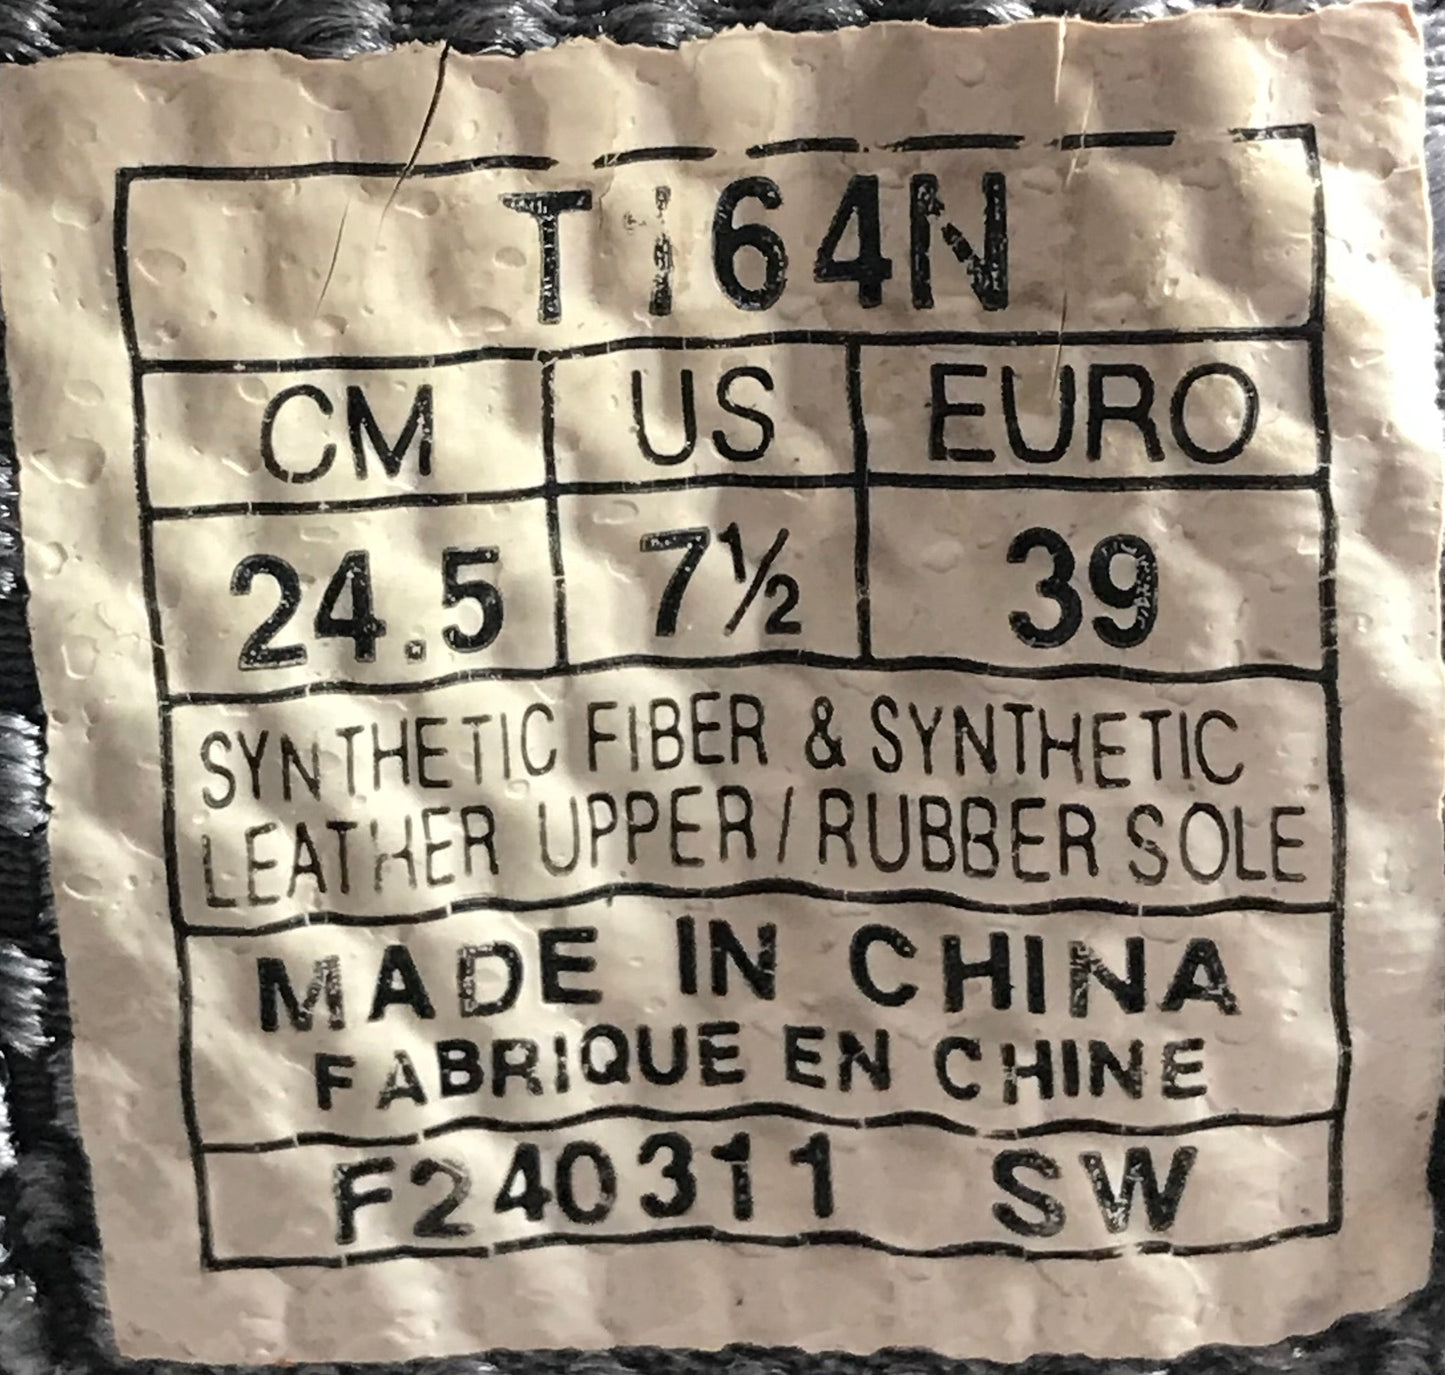 T164N
CM US EURO
24.5 7½ 39
SYNTHETIC FIBER & SYNTHETIC
LEATHER UPPER / RUBBER SOLE
MADE IN CHINA
FABRIQUE EN CHINE
F240311 SW